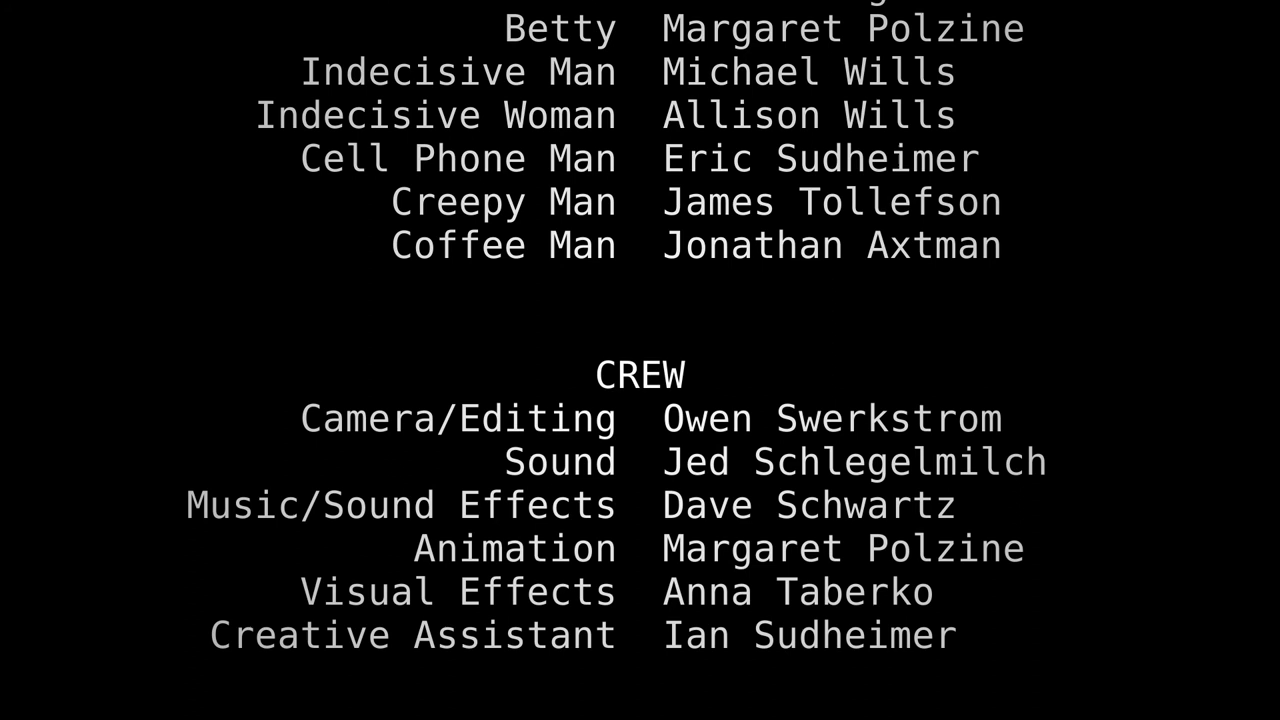 Betty Margaret Polzine
Indecisive Man Michael Wills
Indecisive Woman Allison Wills
Cell Phone Man Eric Sudheimer
Creepy Man James Tollefson
Coffee Man Jonathan Axtman
CREW
Camera/Editing Owen Swerkstrom
Sound Jed Schlegelmilch
Music/Sound Effects Dave Schwartz
Animation Margaret Polzine
Visual Effects Anna Taberko
Creative Assistant Ian Sudheimer